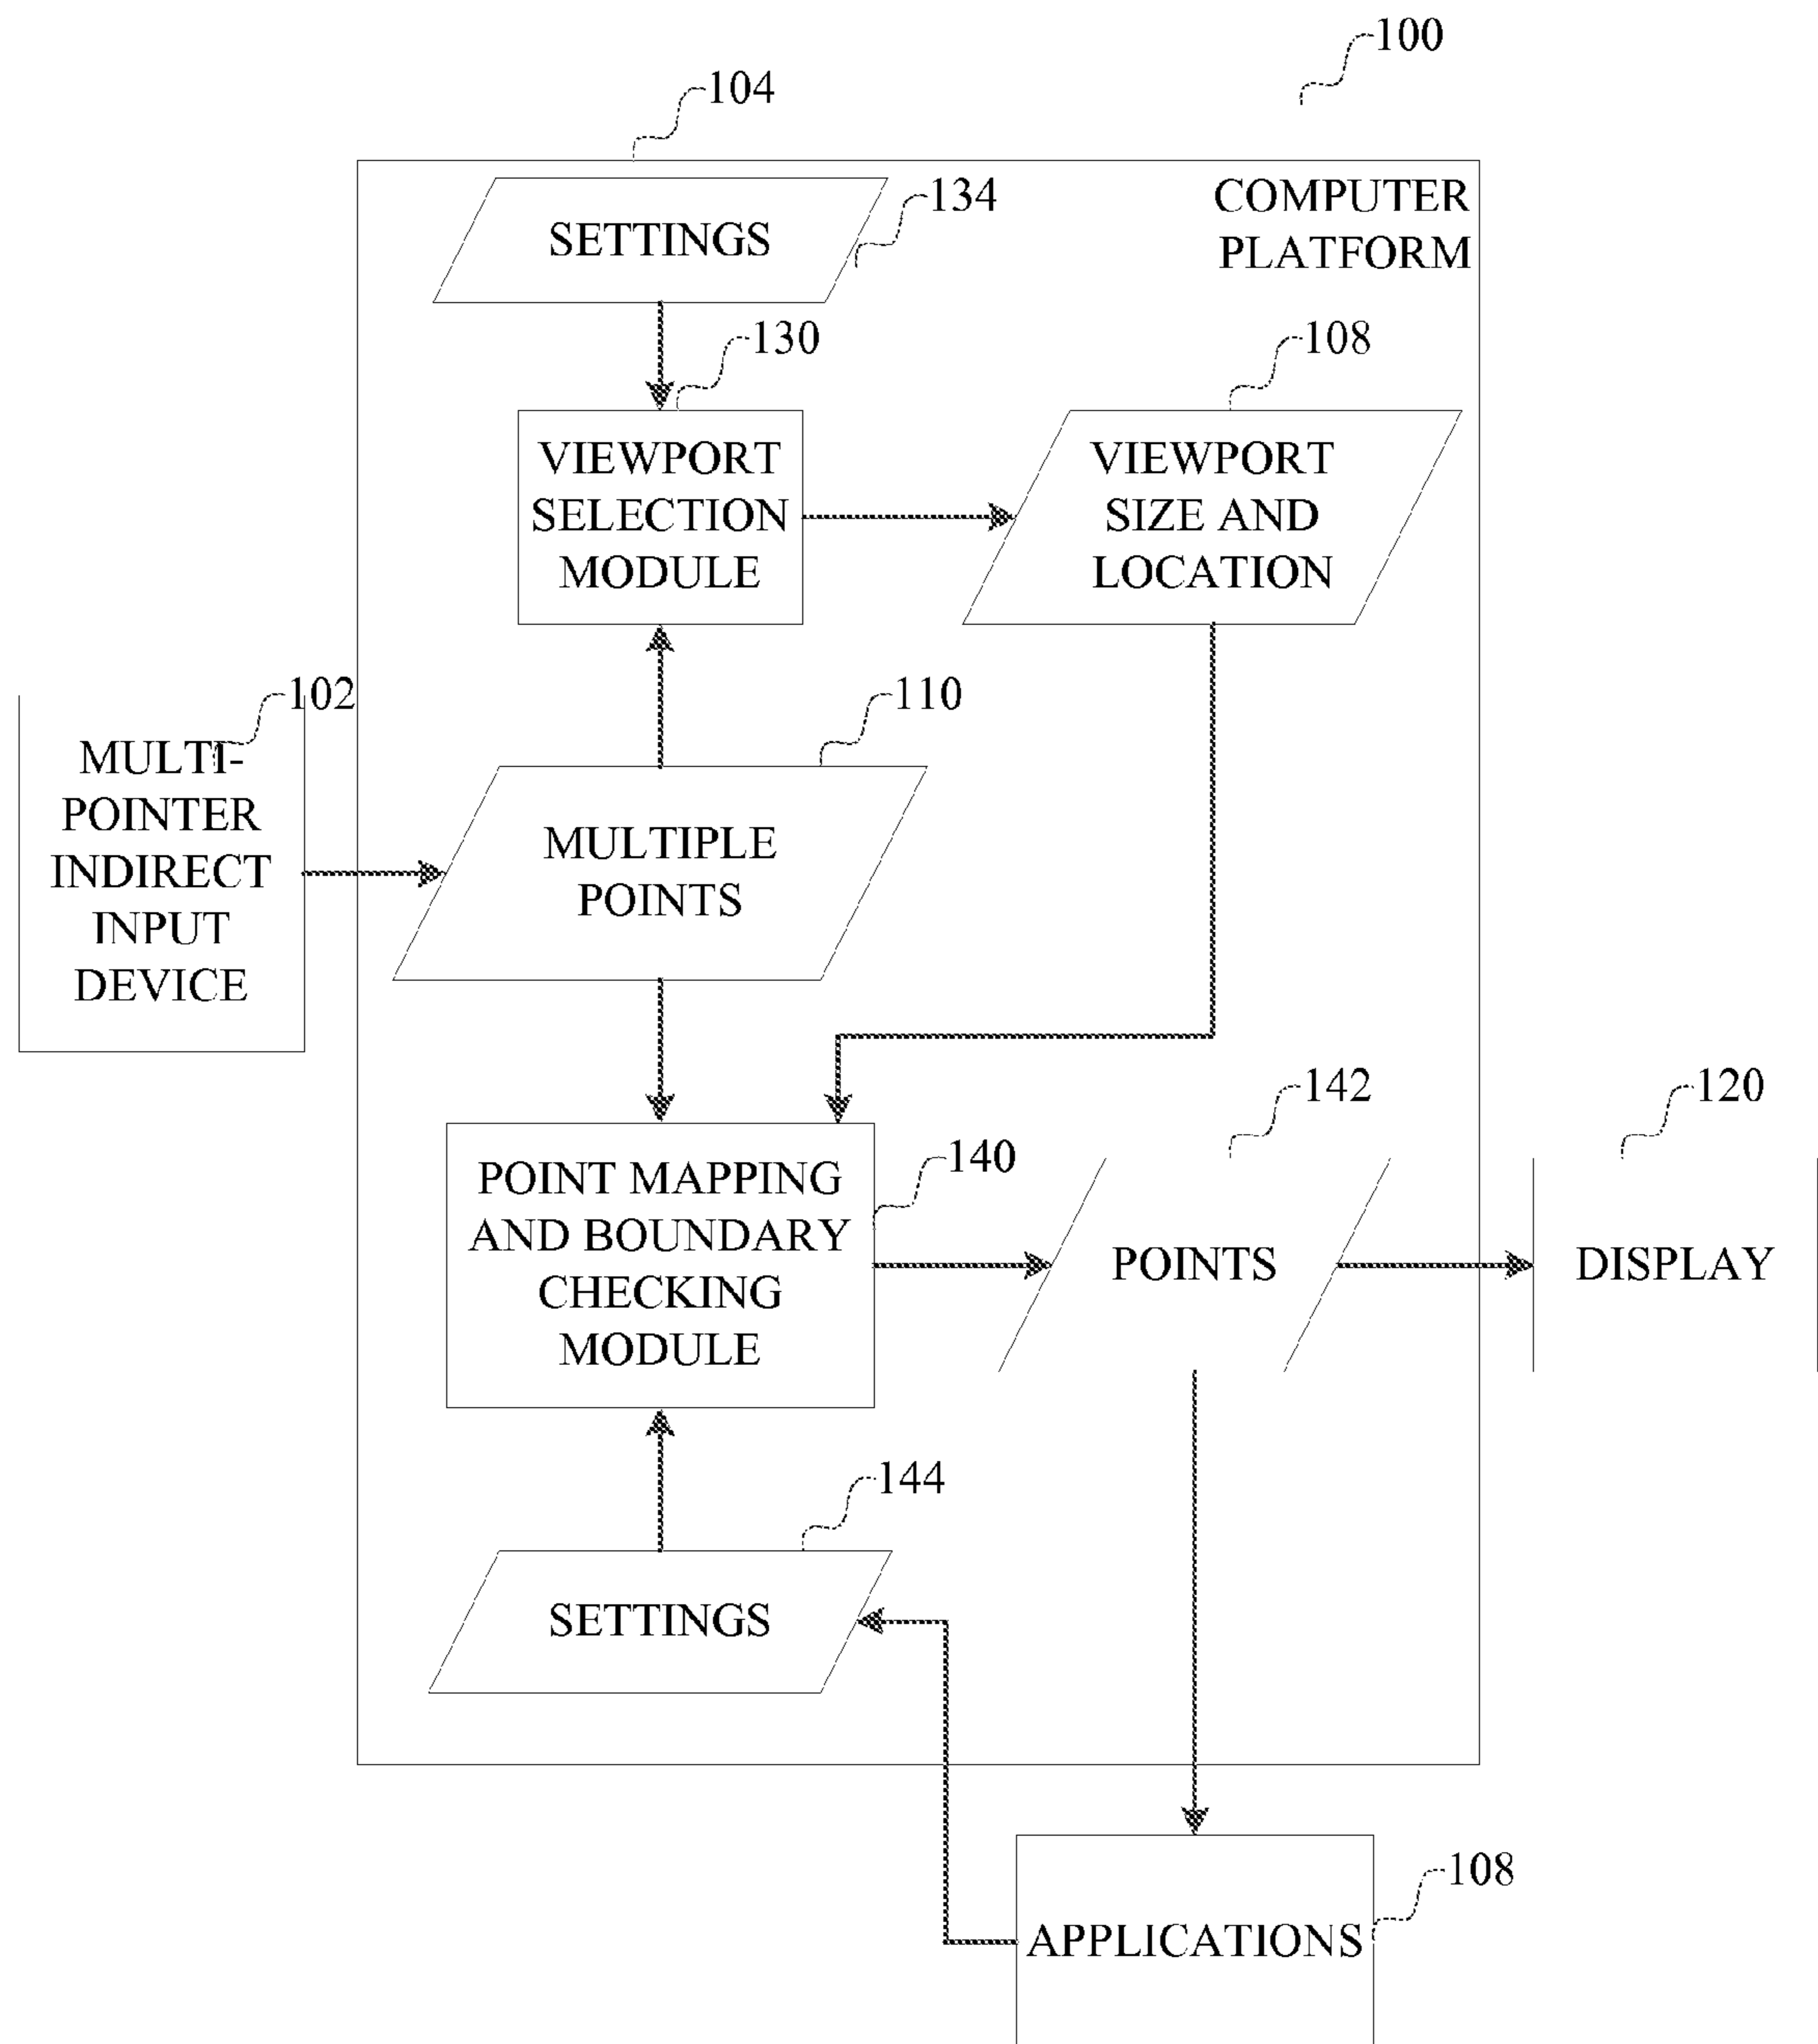 100
104
COMPUTER
PLATFORM
134
SETTINGS
130
108
VIEWPORT
SELECTION
MODULE
VIEWPORT
SIZE AND
LOCATION
102
110
MULTI-
POINTER
INDIRECT
INPUT
DEVICE
MULTIPLE
POINTS
142
120
140
POINT MAPPING
AND BOUNDARY
CHECKING
MODULE
POINTS
DISPLAY
144
SETTINGS
108
APPLICATIONS